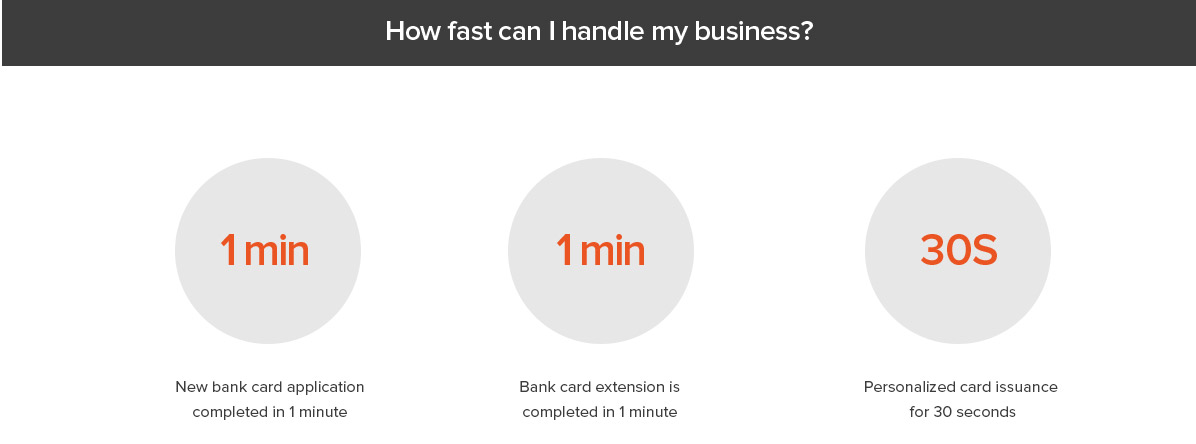 How fast can I handle my business?
1 min
1 min
30S
New bank card application
completed in 1 minute
Bank card extension is
completed in 1 minute
Personalized card issuance
for 30 seconds